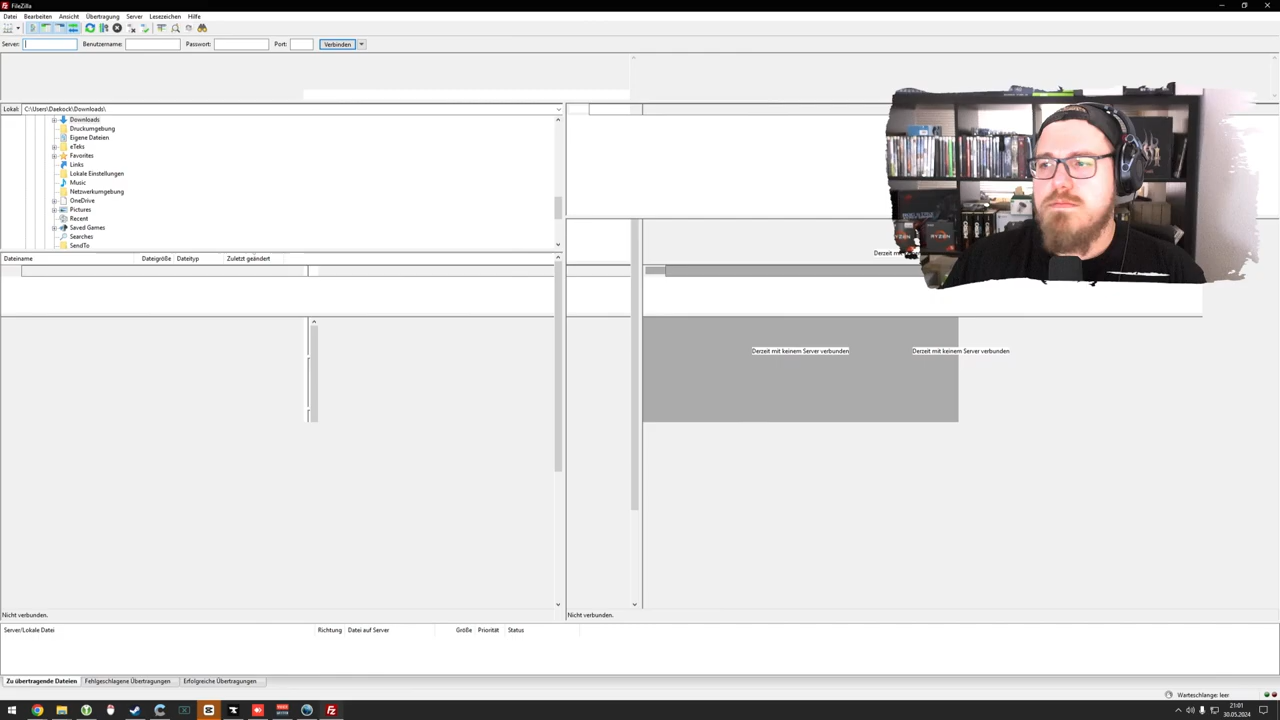 FileZilla
Datei Bearbeiten Ansicht Übertragung Server Lesezeichen Hilfe
Server: Benutzername: Passwort: Port: Verbinden
Lokal: C:\Users\Daekock\Downloads\
Downloads
Druckumgebung
Eigene Dateien
eTeks
Favorites
Links
Lokale Einstellungen
Music
Netzwerkumgebung
OneDrive
Pictures
Recent
Saved Games
Searches
SendTo
Dateiname Dateigröße Dateityp Zuletzt geändert
Derzeit
RYZEN
Derzeit mit keinem Server verbunden Derzeit mit keinem Server verbunden
Nicht verbunden. Nicht verbunden.
Server/Lokale Datei Richtung Datei auf Server Größe Priorität Status
Zu übertragende Dateien Fehlgeschlagene Übertragungen Erfolgreiche Übertragungen
Warteschlange: leer
21:01
30.05.2024